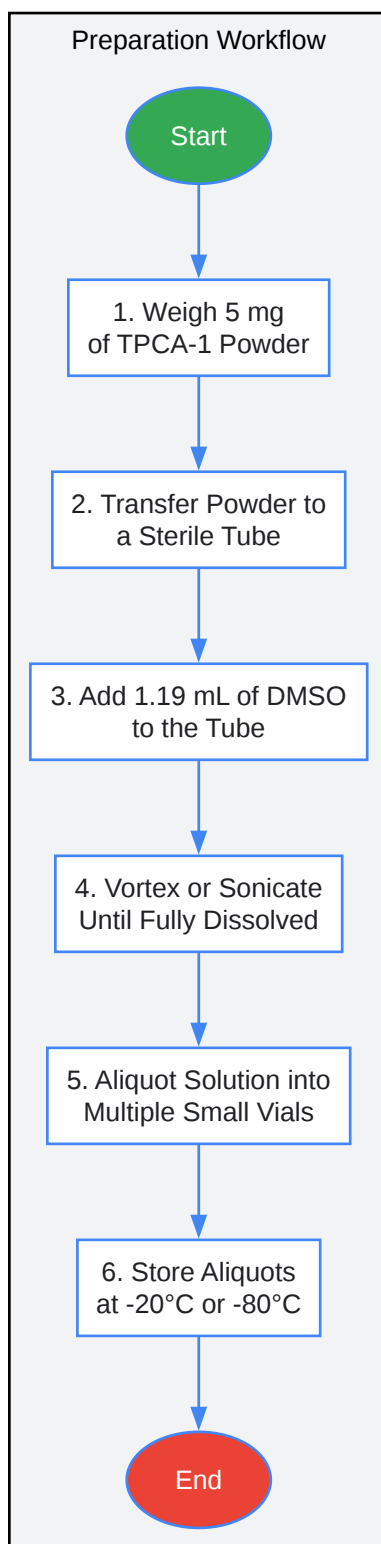 Preparation Workflow
Start
1. Weigh 5 mg
of TPCA-1 Powder
2. Transfer Powder to
a Sterile Tube
3. Add 1.19 mL of DMSO
to the Tube
4. Vortex or Sonicate
Until Fully Dissolved
5. Aliquot Solution into
Multiple Small Vials
6. Store Aliquots
at -20°C or -80°C
End